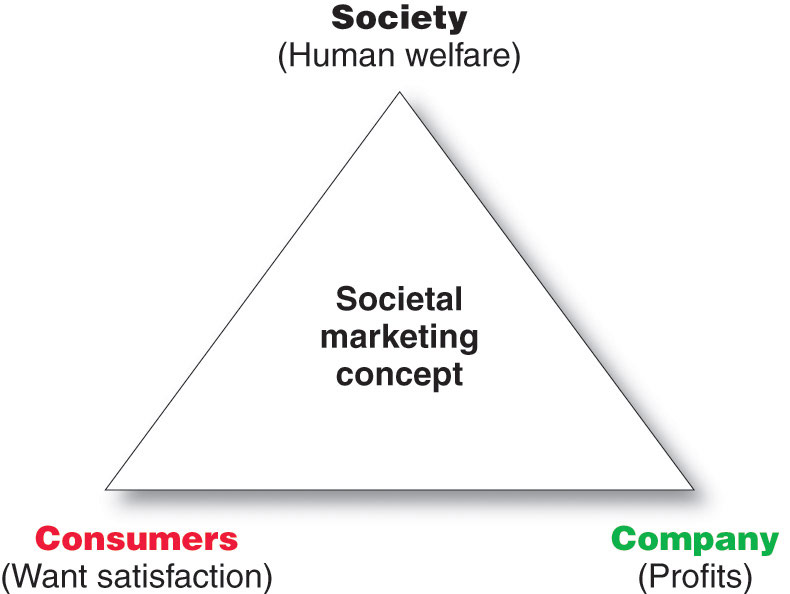 Society
(Human welfare)
Societal
marketing
concept
Consumers
(Want satisfaction)
Company
(Profits)